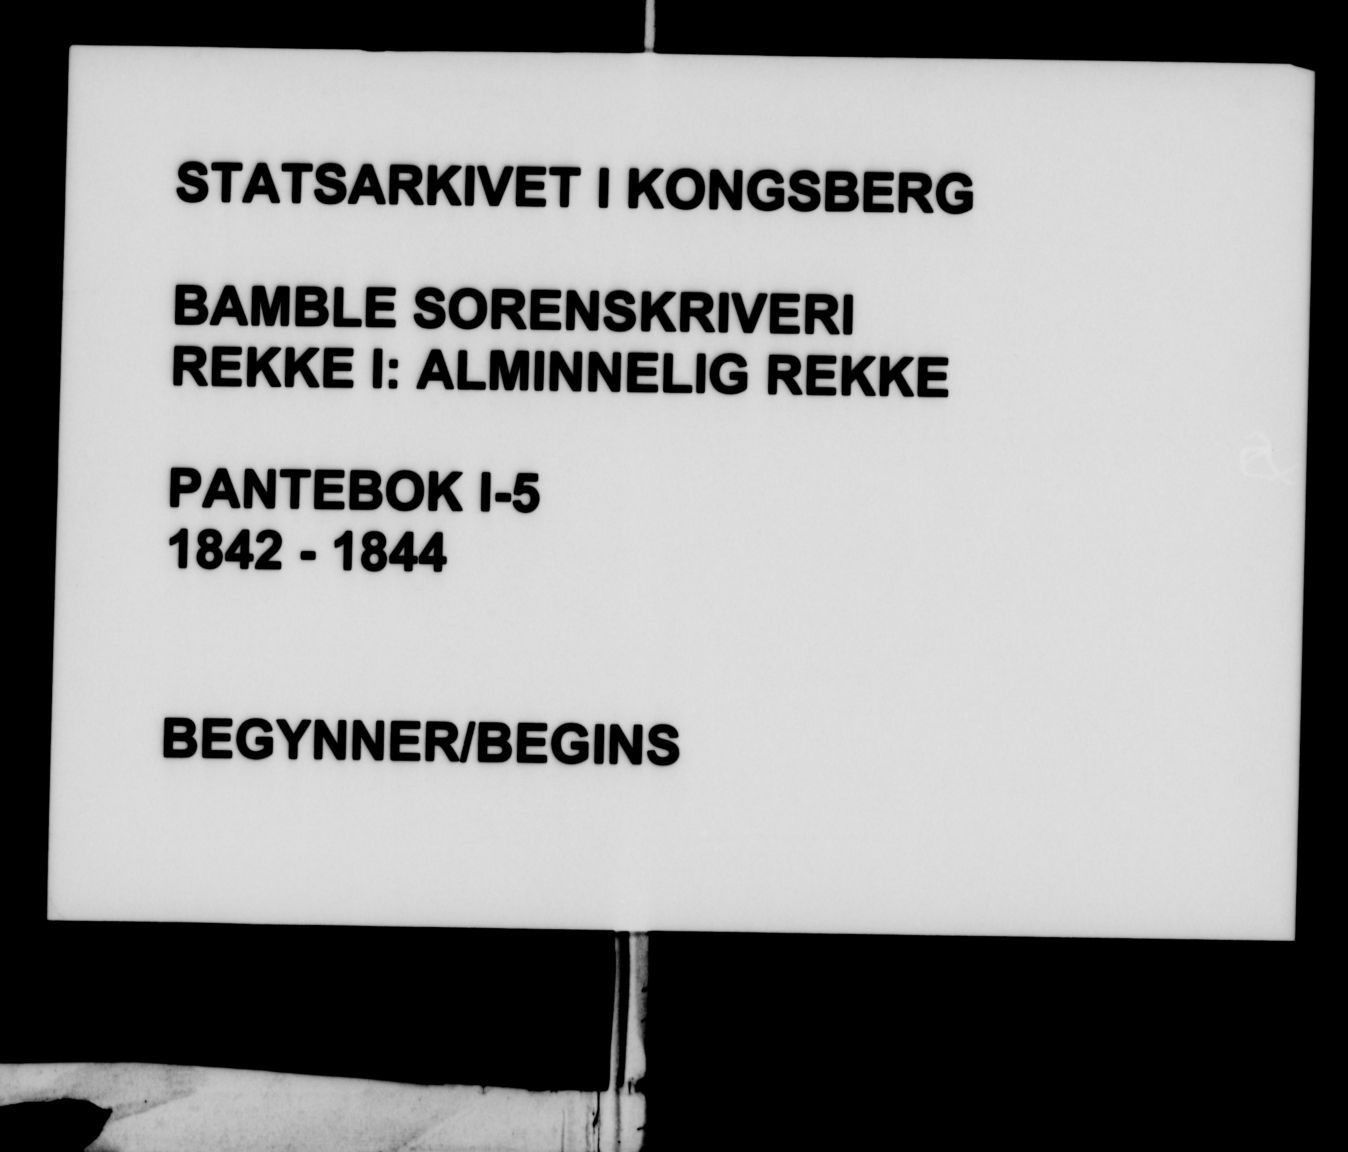 STATSARKIVET I KONGSBERG
BAMBLE SORENSKRIVERI
REKKE I: ALMINNELIG REKKE
PANTEBOK I-5
1842 - 1844
BEGYNNER/BEGINS